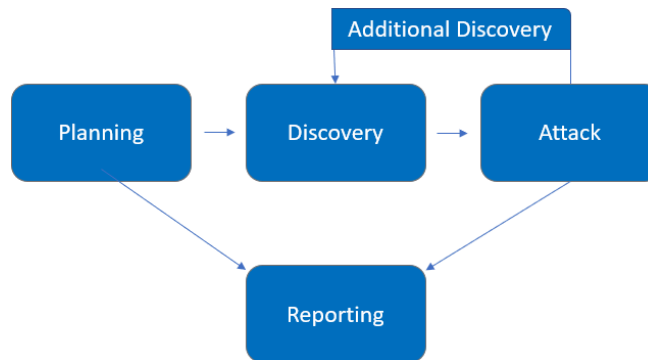 Additional Discovery
Planning
Discovery
Attack
Reporting